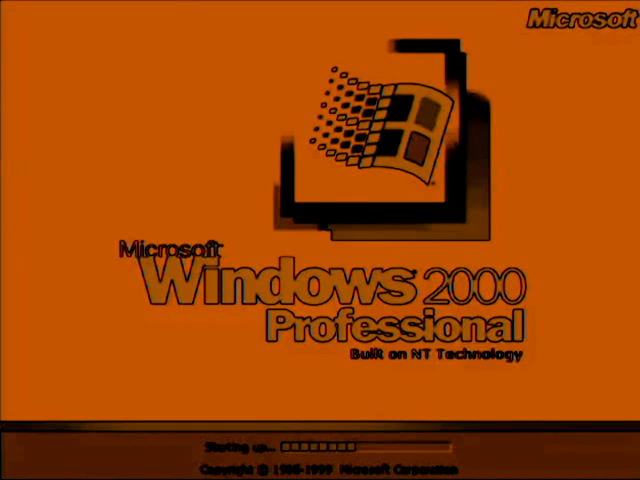 Microsoft
Microsoft
Windows 2000
Professional
Built on NT Technology
Starting up...
Copyright © 1985-1999 Microsoft Corporation